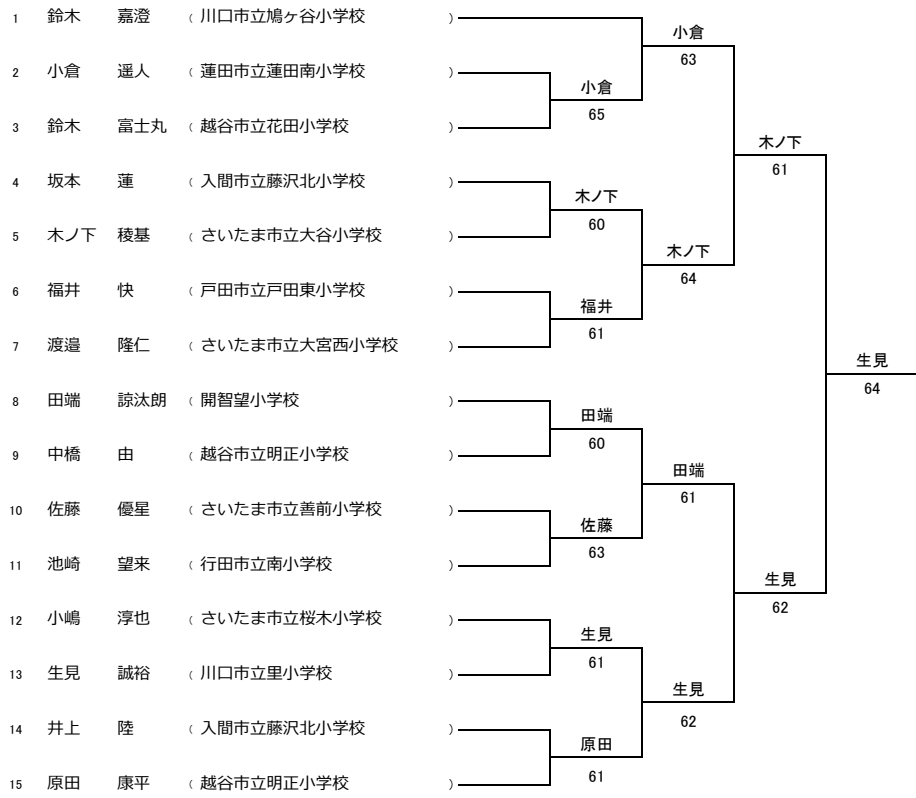 1 鈴木 嘉澄 ( 川口市立鳩ヶ谷小学校 )
小倉
63
2 小倉 遥人 ( 蓮田市立蓮田南小学校 )
小倉
65
3 鈴木 富士丸 ( 越谷市立花田小学校 )
木ノ下
61
4 坂本 蓮 ( 入間市立藤沢北小学校 )
木ノ下
60
5 木ノ下 稜基 ( さいたま市立大谷小学校 )
木ノ下
64
6 福井 快 ( 戸田市立戸田東小学校 )
福井
61
7 渡邉 隆仁 ( さいたま市立大宮西小学校 )
生見
64
8 田端 諒汰朗 ( 開智望小学校 )
田端
60
9 中橋 由 ( 越谷市立明正小学校 )
田端
61
10 佐藤 優星 ( さいたま市立善前小学校 )
佐藤
63
11 池崎 望来 ( 行田市立南小学校 )
生見
62
12 小嶋 淳也 ( さいたま市立桜木小学校 )
生見
61
13 生見 誠裕 ( 川口市立里小学校 )
生見
62
14 井上 陸 ( 入間市立藤沢北小学校 )
原田
61
15 原田 康平 ( 越谷市立明正小学校 )